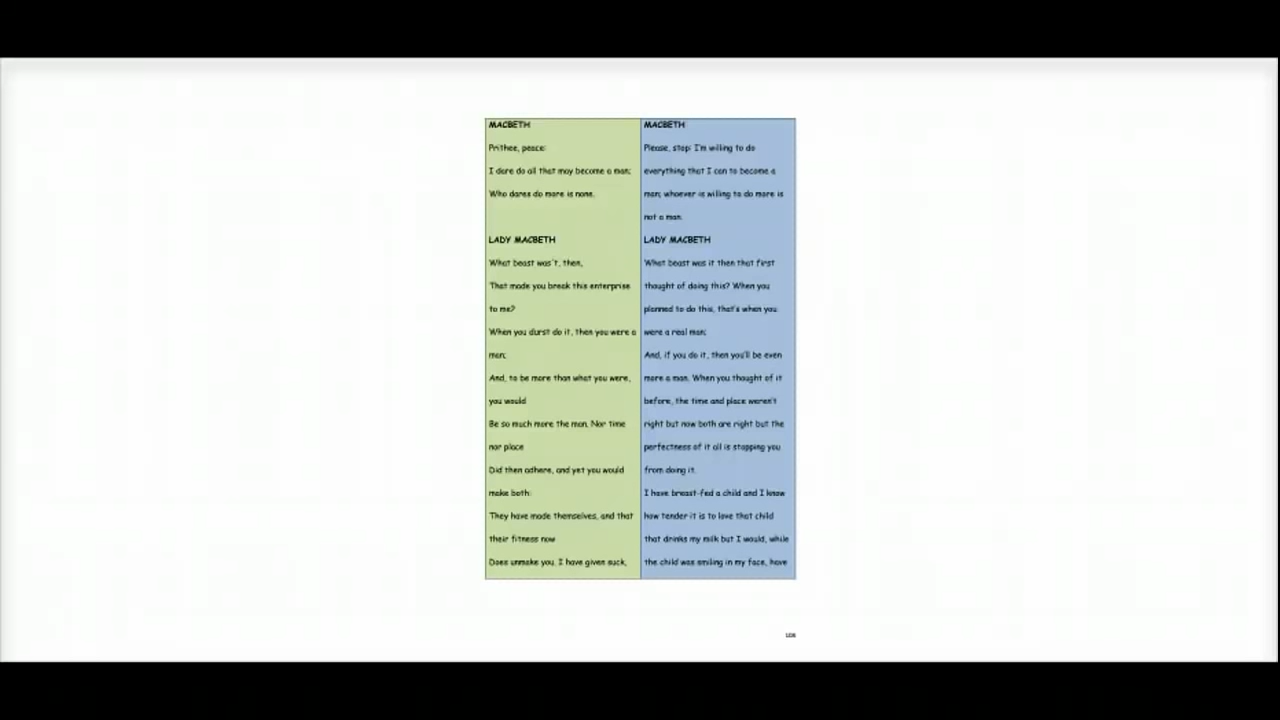 MACBETH
Prithee, peace:
I dare do all that may become a man;
Who dares do more is none.
LADY MACBETH
What beast was't, then,
That made you break this enterprise
to me?
When you durst do it, then you were a
man;
And, to be more than what you were,
you would
Be so much more the man. Nor time
nor place
Did then adhere, and yet you would
make both:
They have made themselves, and that
their fitness now
Does unmake you. I have given suck,
MACBETH
Please, stop: I'm willing to do
everything that I can to become a
man; whoever is willing to do more is
not a man.
LADY MACBETH
What beast was it then that first
thought of doing this? When you
planned to do this, that's when you
were a real man;
And, if you do it, then you'll be even
more a man. When you thought of it
before, the time and place weren't
right but now both are right but the
perfectness of it all is stopping you
from doing it.
I have breast-fed a child and I know
how tender it is to love that child
that drinks my milk but I would, while
the child was smiling in my face, have